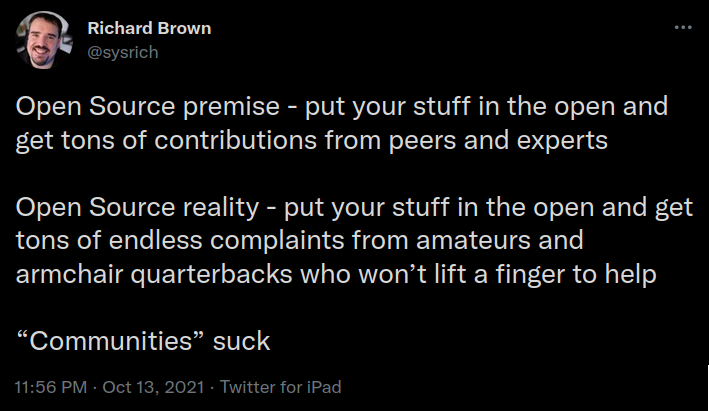 Richard Brown
@sysrich
Open Source premise - put your stuff in the open and
get tons of contributions from peers and experts
Open Source reality - put your stuff in the open and get
tons of endless complaints from amateurs and
armchair quarterbacks who won’t lift a finger to help
“Communities” suck
11:56 PM · Oct 13, 2021 · Twitter for iPad